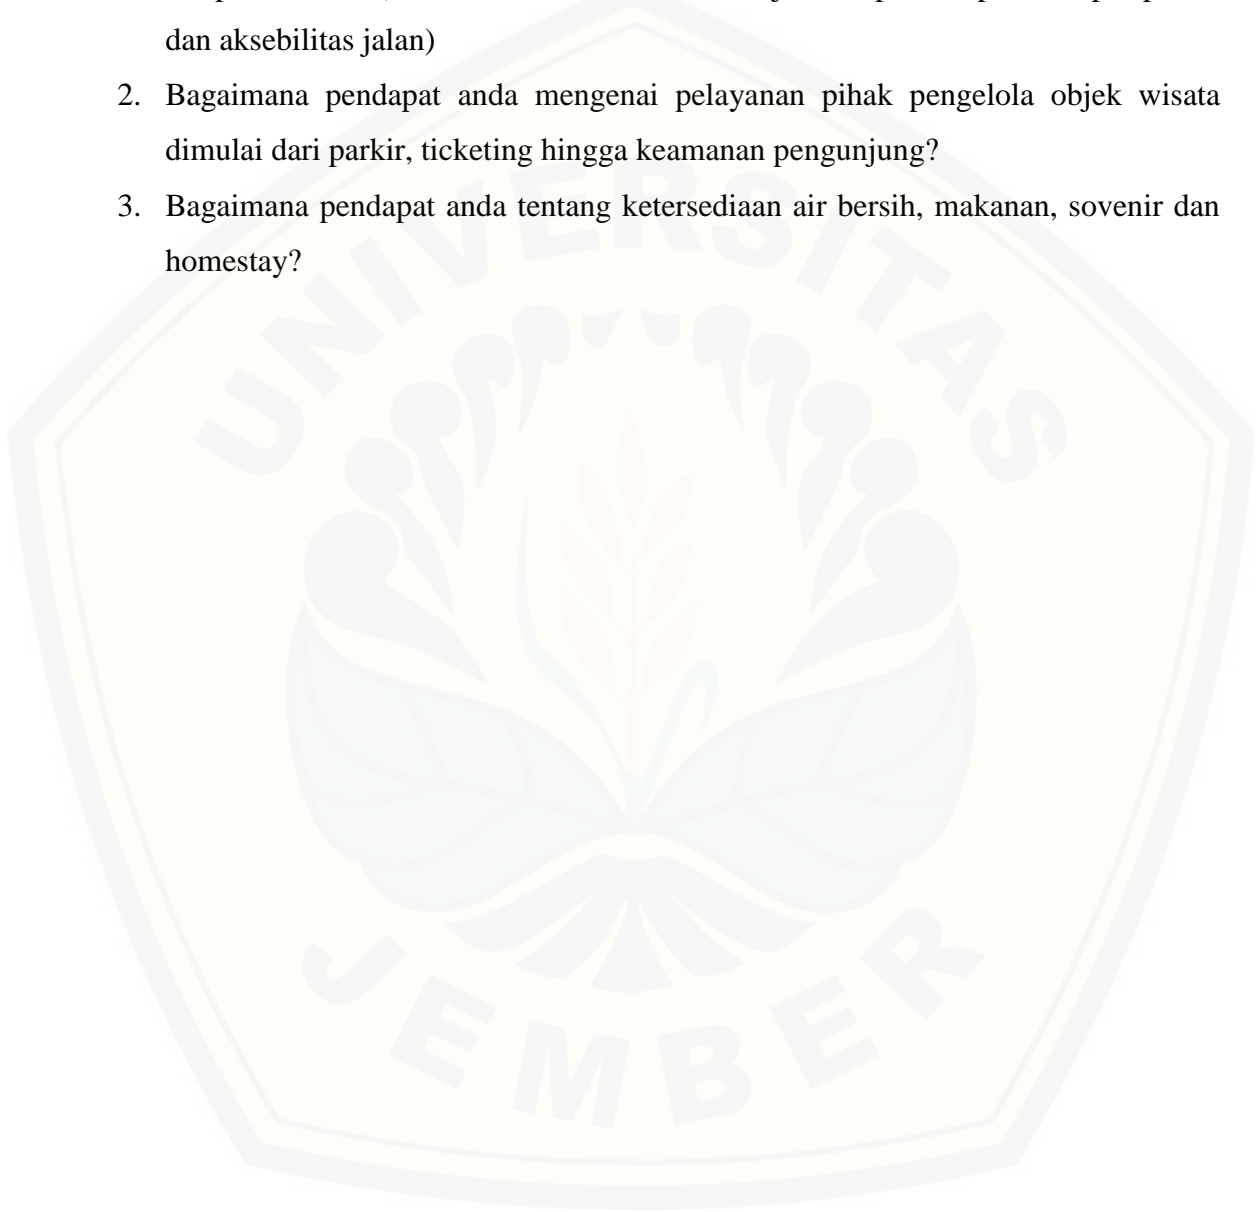 dan aksebilitas jalan)
2. Bagaimana pendapat anda mengenai pelayanan pihak pengelola objek wisata
dimulai dari parkir, ticketing hingga keamanan pengunjung?
3. Bagaimana pendapat anda tentang ketersediaan air bersih, makanan, sovenir dan
homestay?
UNIVERSITAS
JEMBER